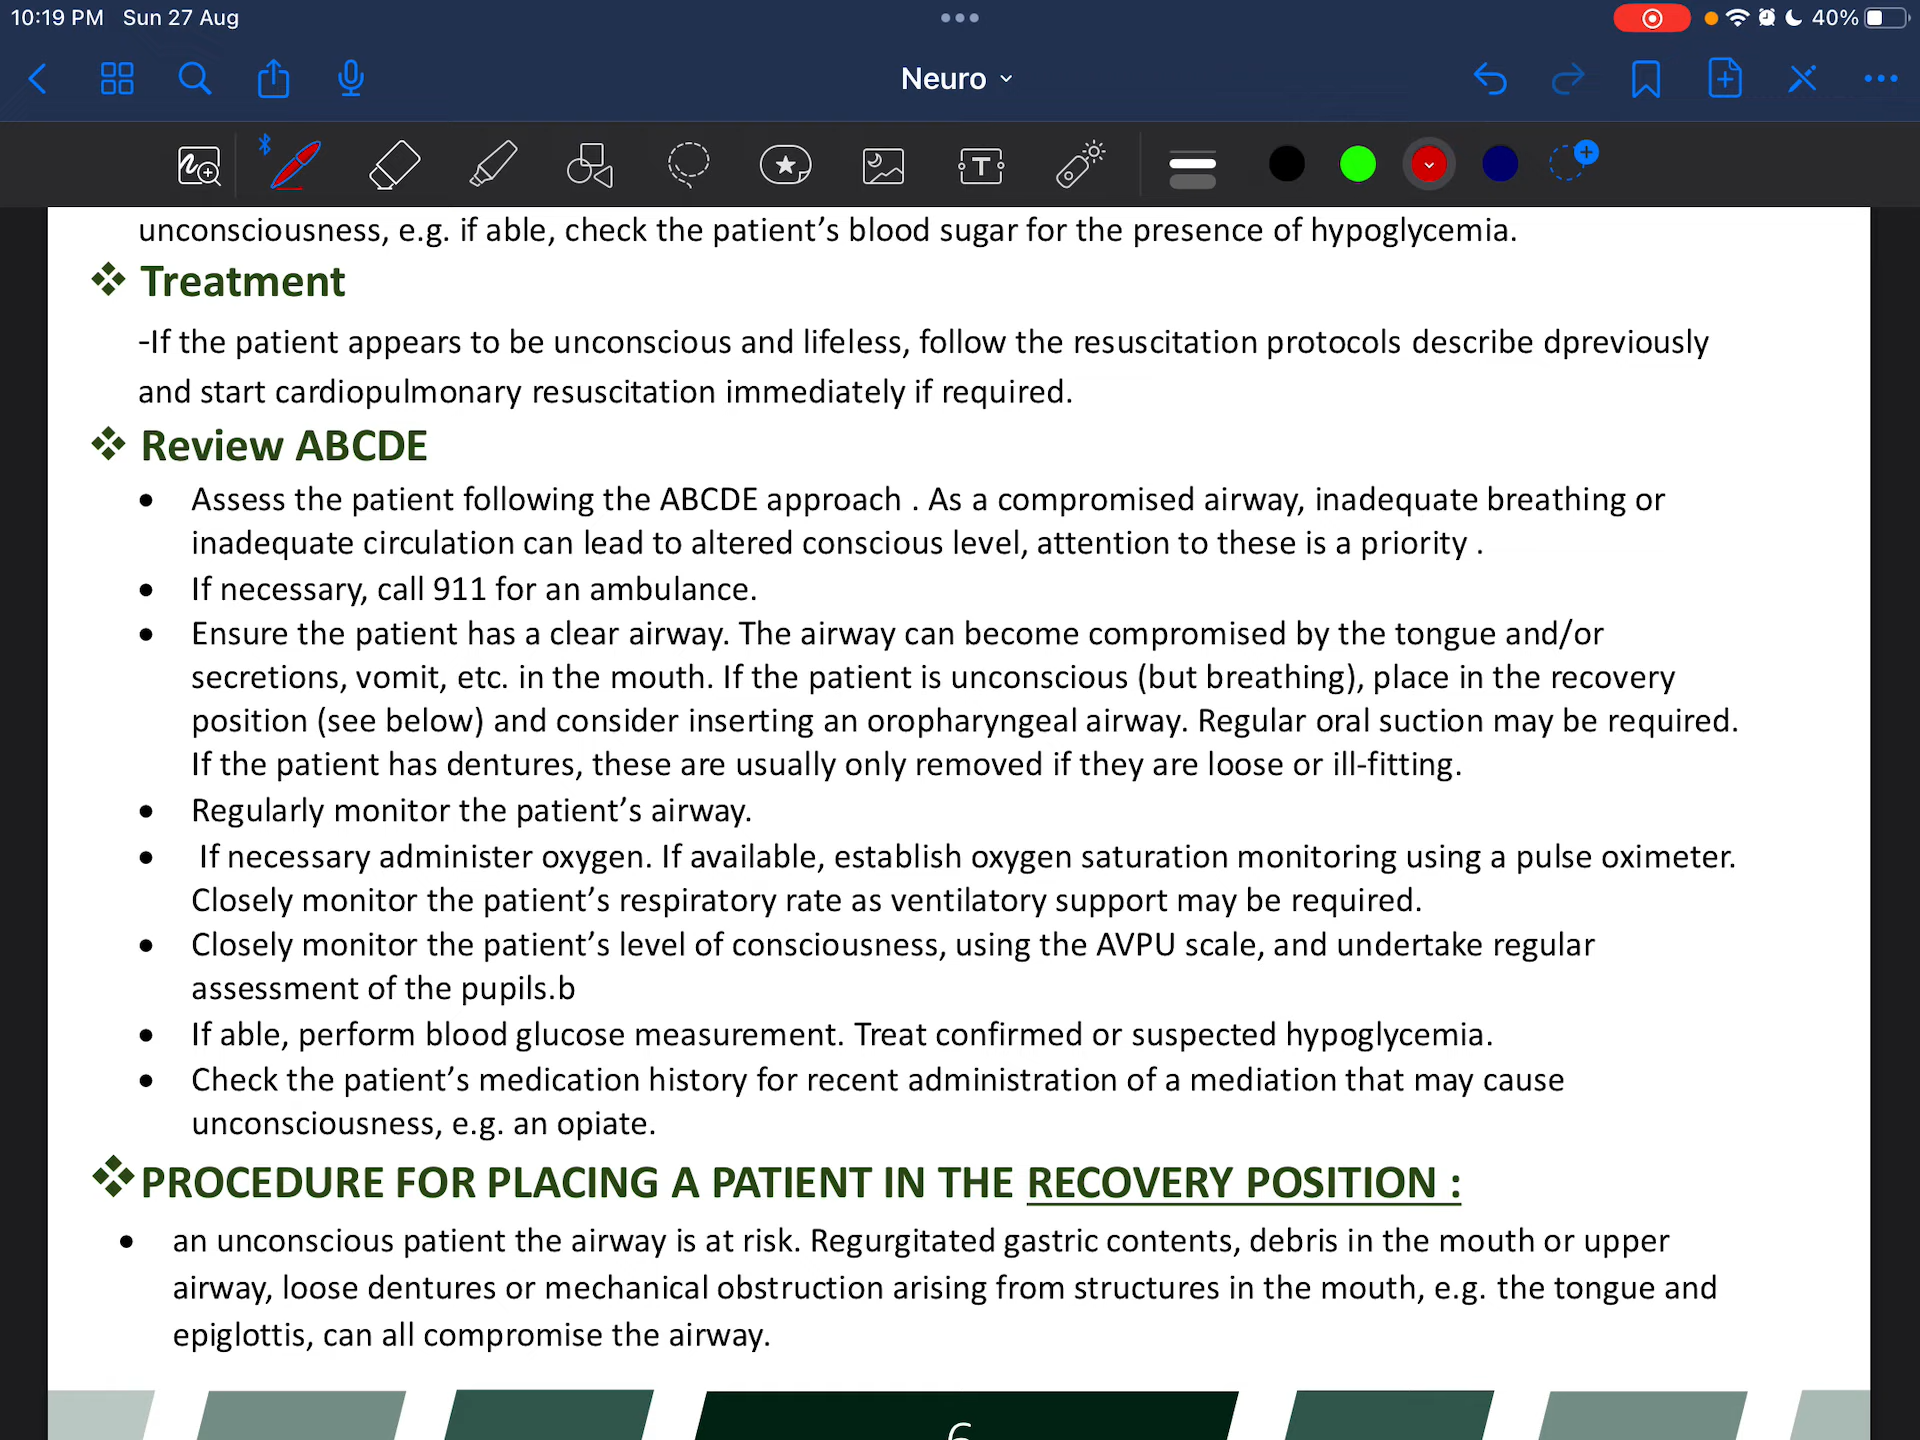 10:19 PM Sun 27 Aug
40%
Neuro
unconsciousness, e.g. if able, check the patient’s blood sugar for the presence of hypoglycemia.
❖ Treatment
-If the patient appears to be unconscious and lifeless, follow the resuscitation protocols describe dpreviously
and start cardiopulmonary resuscitation immediately if required.
❖ Review ABCDE
• Assess the patient following the ABCDE approach . As a compromised airway, inadequate breathing or
inadequate circulation can lead to altered conscious level, attention to these is a priority .
• If necessary, call 911 for an ambulance.
• Ensure the patient has a clear airway. The airway can become compromised by the tongue and/or
secretions, vomit, etc. in the mouth. If the patient is unconscious (but breathing), place in the recovery
position (see below) and consider inserting an oropharyngeal airway. Regular oral suction may be required.
If the patient has dentures, these are usually only removed if they are loose or ill-fitting.
• Regularly monitor the patient’s airway.
• If necessary administer oxygen. If available, establish oxygen saturation monitoring using a pulse oximeter.
Closely monitor the patient’s respiratory rate as ventilatory support may be required.
• Closely monitor the patient’s level of consciousness, using the AVPU scale, and undertake regular
assessment of the pupils.b
• If able, perform blood glucose measurement. Treat confirmed or suspected hypoglycemia.
• Check the patient’s medication history for recent administration of a mediation that may cause
unconsciousness, e.g. an opiate.
❖ PROCEDURE FOR PLACING A PATIENT IN THE RECOVERY POSITION :
• an unconscious patient the airway is at risk. Regurgitated gastric contents, debris in the mouth or upper
airway, loose dentures or mechanical obstruction arising from structures in the mouth, e.g. the tongue and
epiglottis, can all compromise the airway.